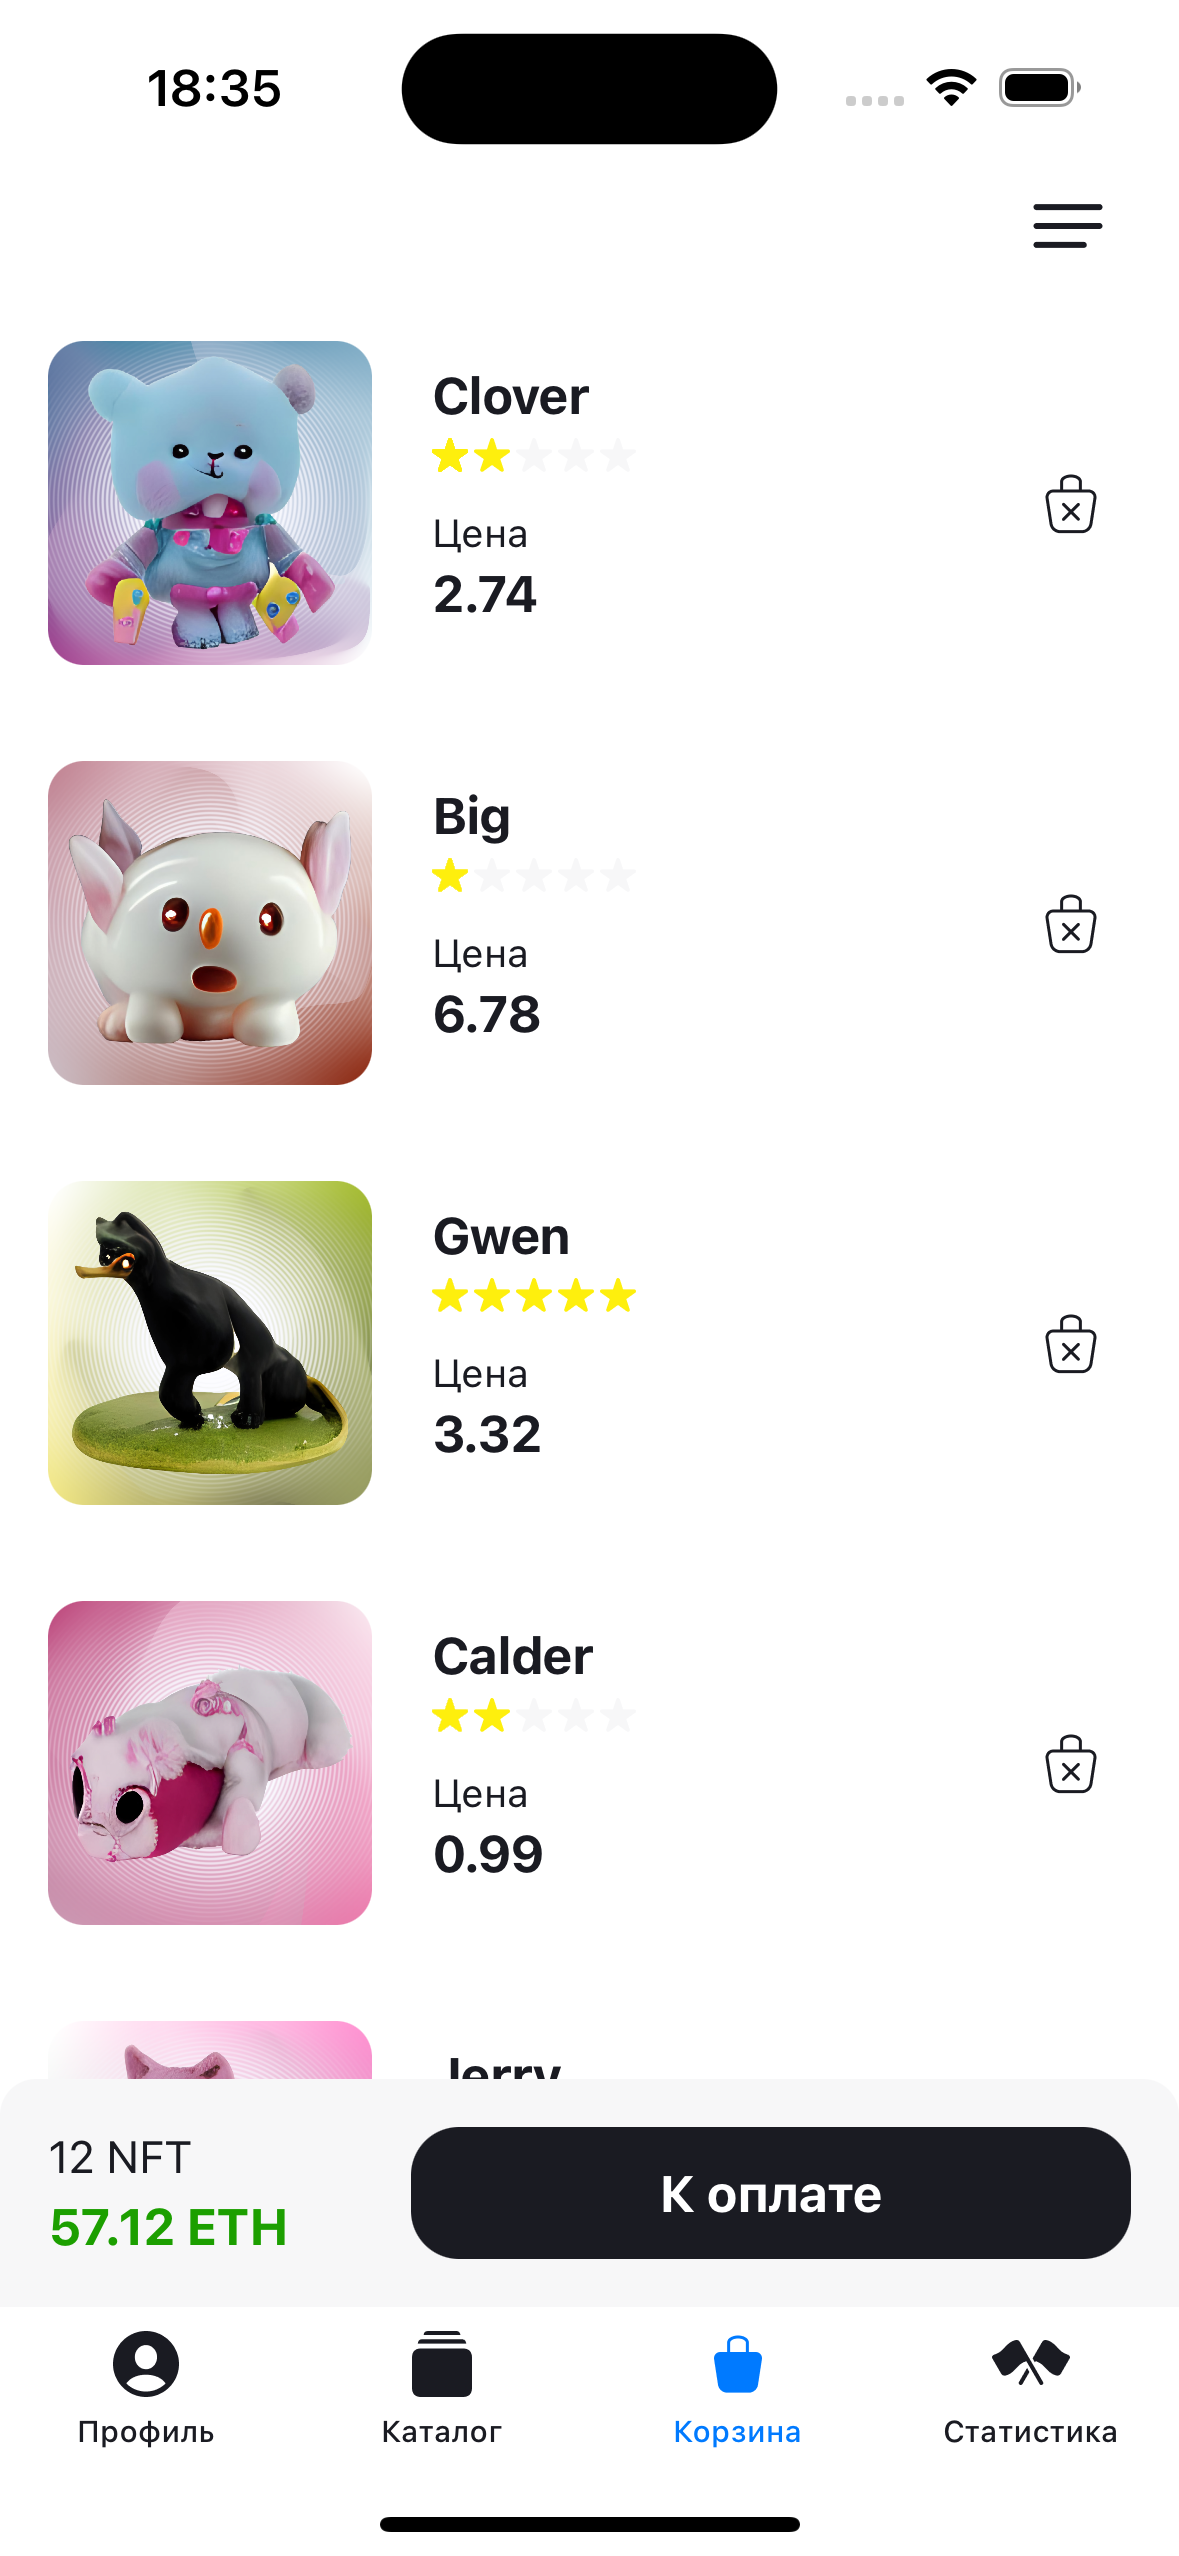 18:35
Clover
Цена
2.74
Big
Цена
6.78
Gwen
Цена
3.32
Calder
Цена
0.99
Jerry
12 NFT
57.12 ETH
К оплате
Профиль
Каталог
Корзина
Статистика